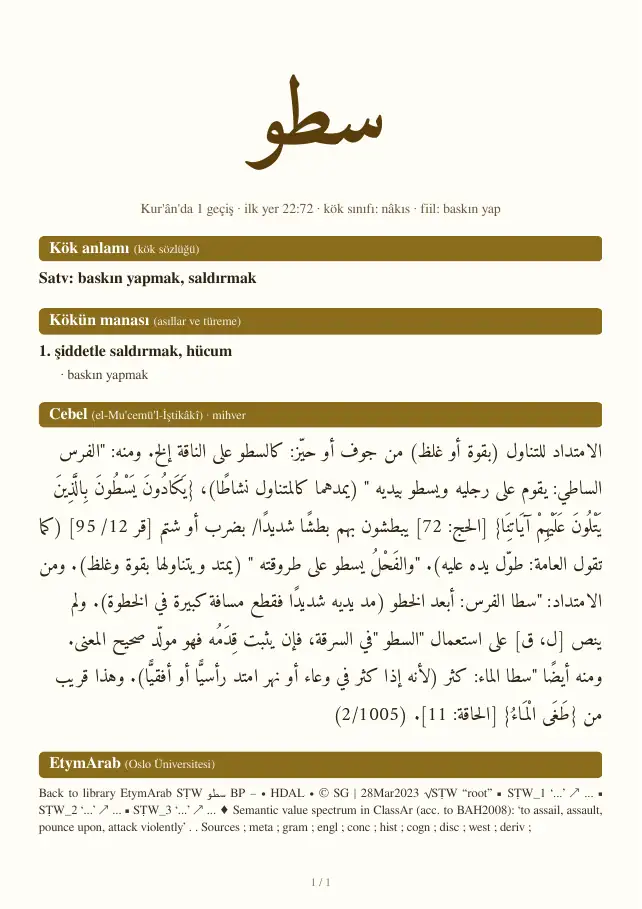 سطو
Kur'ân'da 1 geçiş · ilk yer 22:72 · kök sınıfı: nâkıs · fiil: baskın yap
Kök anlamı (kök sözlüğü)
Satv: baskın yapmak, saldırmak
Kökün manası (asıllar ve türeme)
1. şiddetle saldırmak, hücum
· baskın yapmak
Cebel (el-Mu'cemü'l-İştikâkî) · mihver
الامتداد للتناول (بقوة أو غلظ) من جوف أو حيّز: كالسطو على الناقة إلخ. ومنه: "الفرس
الساطي: يقوم على رجليه ويسطو بيديه " (يمدهما كالمتناول نشاطًا)، {يَكَادُونَ يَسْطُونَ بِالَّذِينَ
يَتْلُونَ عَلَيْهِمْ آيَاتِنَا} [الحج: 72] يبطشون بهم بطشًا شديدًا/ بضرب أو شتم [قر 12/ 95] (كما
تقول العامة: طوّل يده عليه). "والفَحْلُ يسطو على طروقته " (يمتد ويتناولها بقوة وغلظ). ومن
الامتداد: "سطا الفرس: أبعد الخطو (مد يديه شديدًا فقطع مسافة كبيرة في الخطوة). ولم
ينص [ل، ق] على استعمال "السطو "في السرقة، فإن يثبت قِدَمُه فهو مولّد صحيح المعنى.
ومنه أيضًا "سطا الماء: كثر (لأنه إذا كثر في وعاء أو نهر امتد رأسيًّا أو أفقيًّا). وهذا قريب
من {طَغَى الْمَاءُ} [الحاقة: 11]. (2/1005)
EtymArab (Oslo Üniversitesi)
Back to library EtymArab SṬW سطو BP – • HDAL • © SG | 28Mar2023 √SṬW “root” ▪ SṬW_1 ‘...’ ↗ ... ▪
SṬW_2 ‘...’ ↗ ... ▪ SṬW_3 ‘...’ ↗ ... ♦ Semantic value spectrum in ClassAr (acc. to BAH2008): ‘to assail, assault,
pounce upon, attack violently’ . . Sources ; meta ; gram ; engl ; conc ; hist ; cogn ; disc ; west ; deriv ;
1 / 1